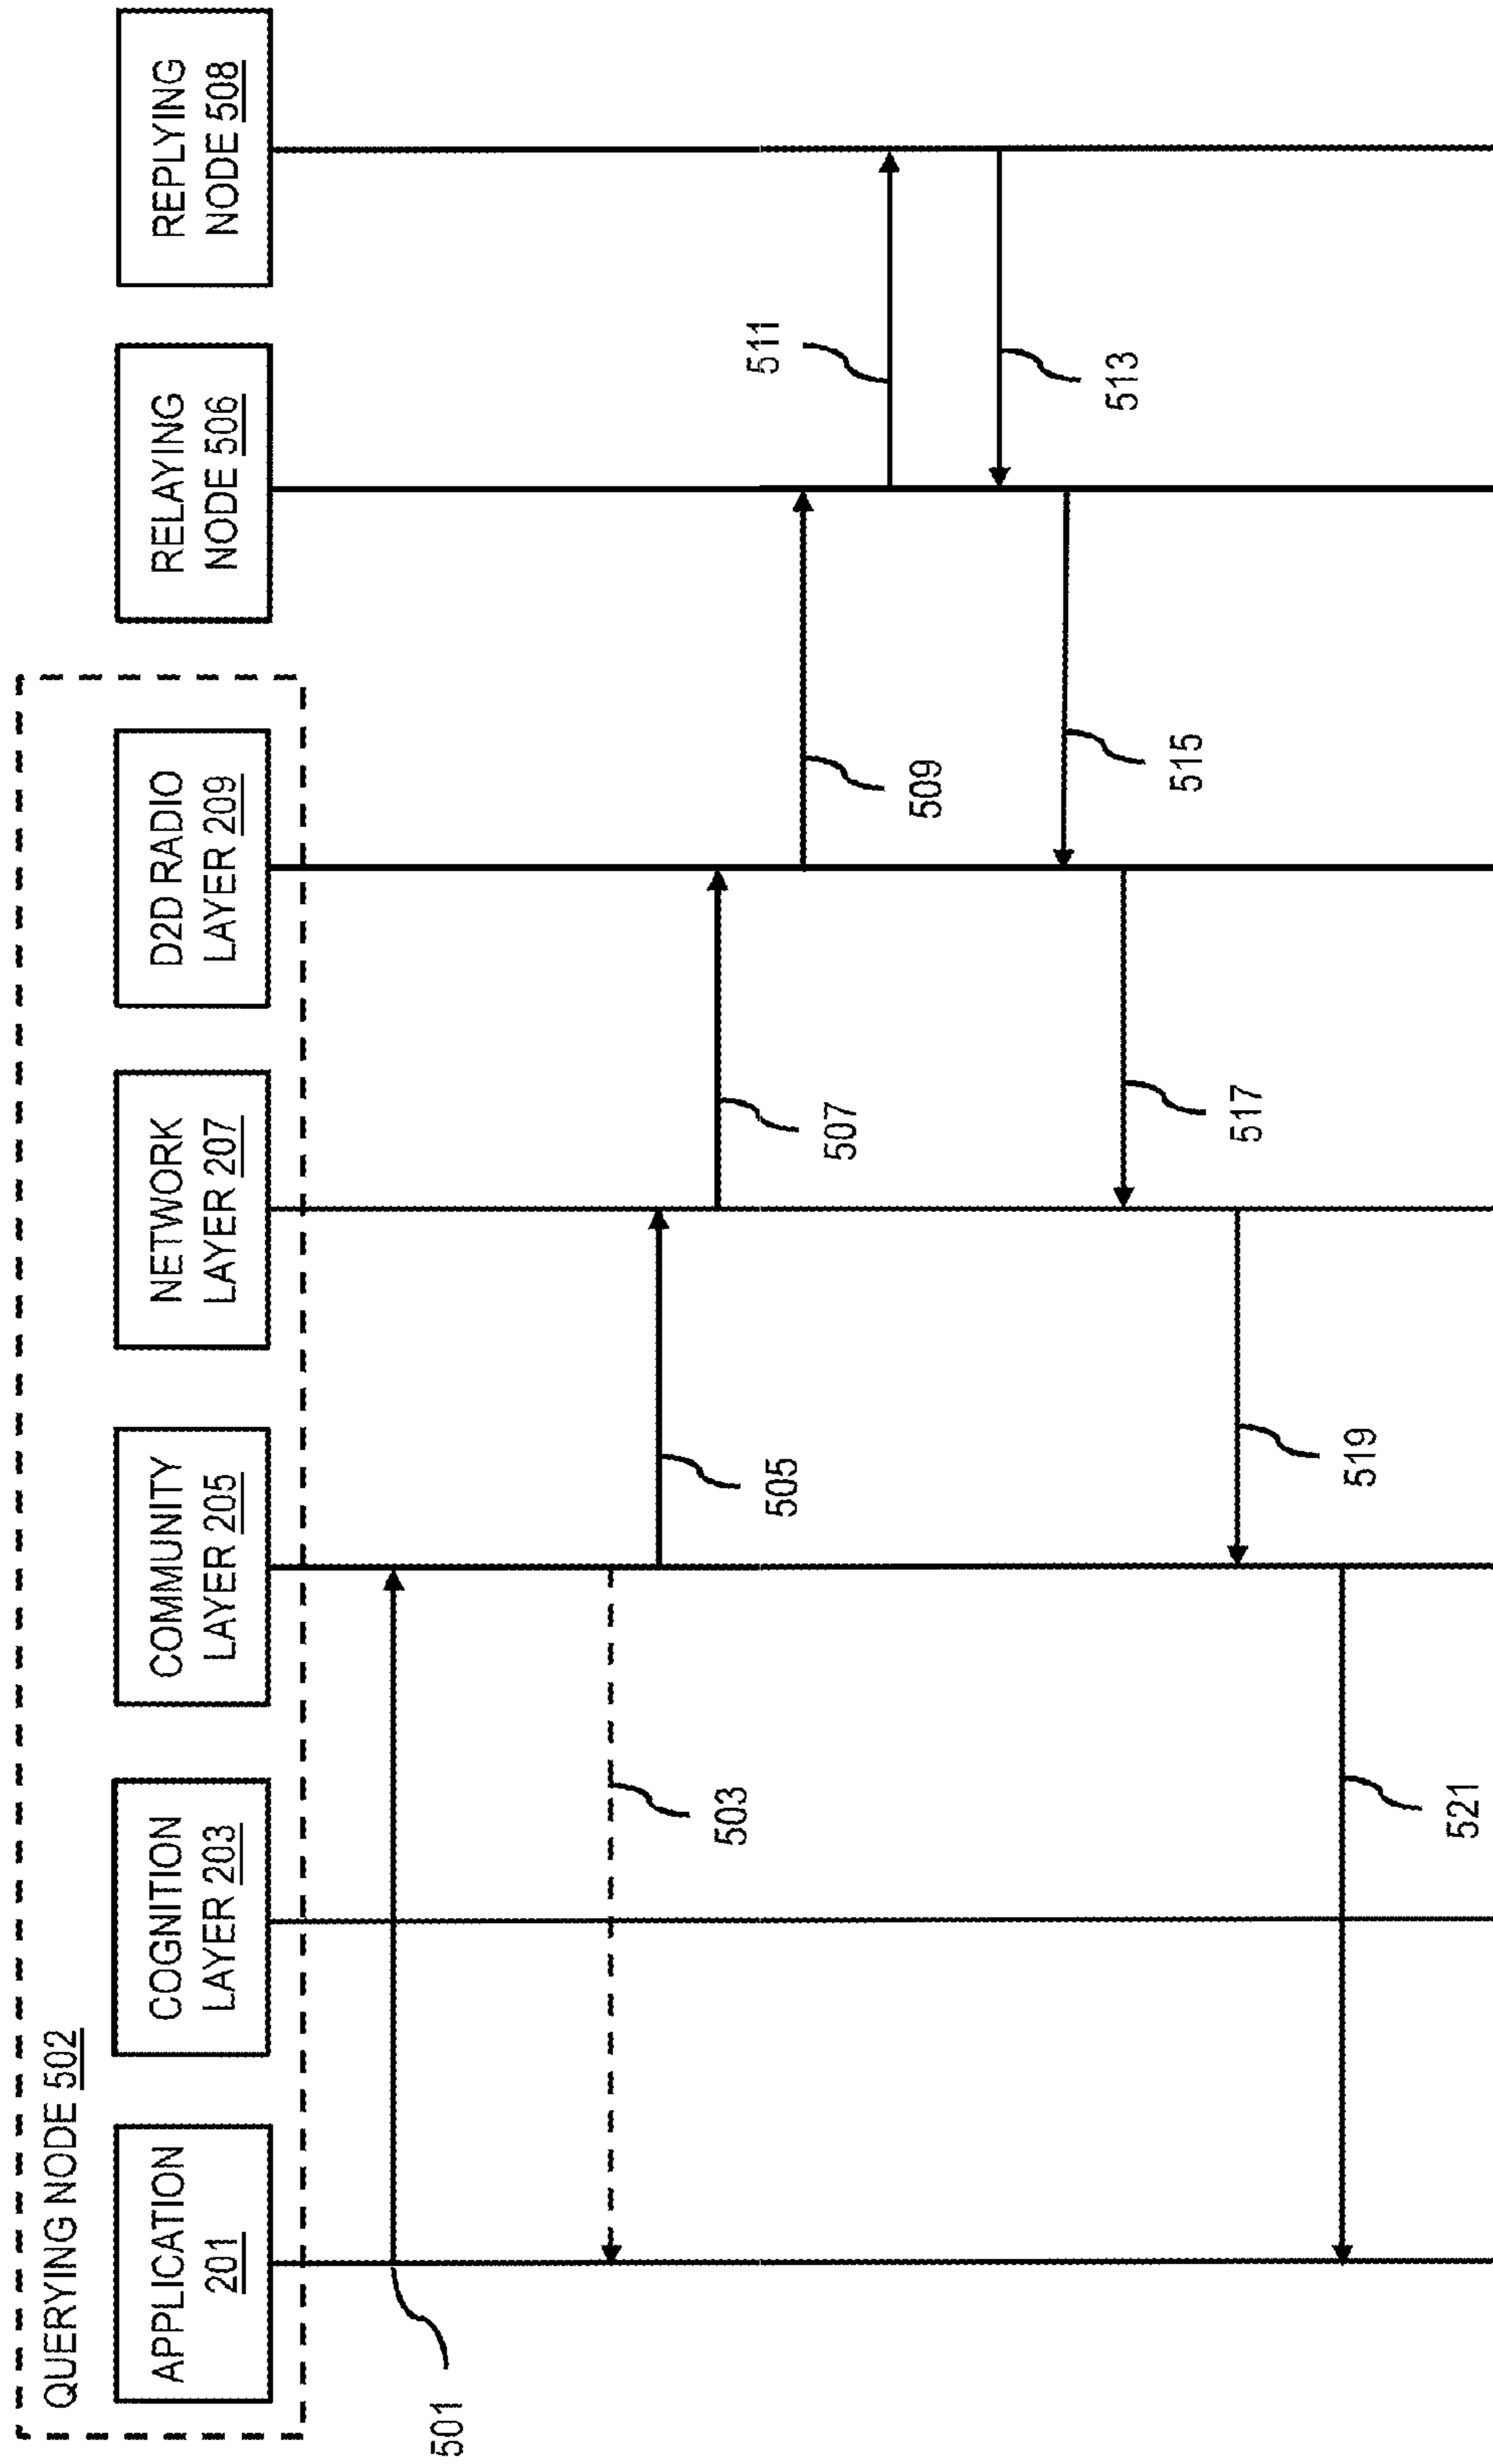 QUERYING NODE 502
APPLICATION
201
COGNITION
LAYER 203
COMMUNITY
LAYER 205
NETWORK
LAYER 207
D2D RADIO
LAYER 209
RELAYING
NODE 506
REPLYING
NODE 508
501
503
505
507
509
511
513
515
517
519
521